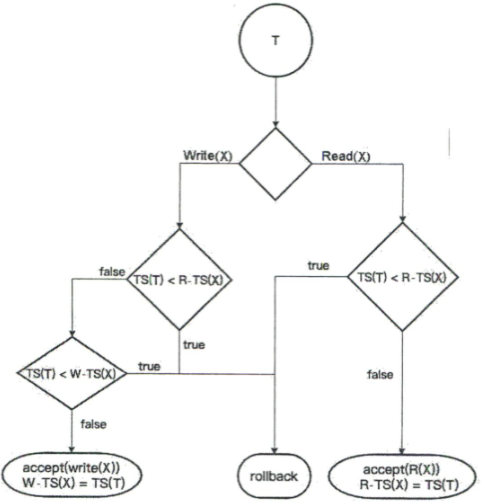 T
Write(X)
Read(X)
TS(T) < R-TS(X)
TS(T) < R-TS(X)
false
true
true
TS(T) < W-TS(X)
true
false
false
accept(write(X))
W-TS(X) = TS(T)
rollback
accept(R(X))
R-TS(X) = TS(T)